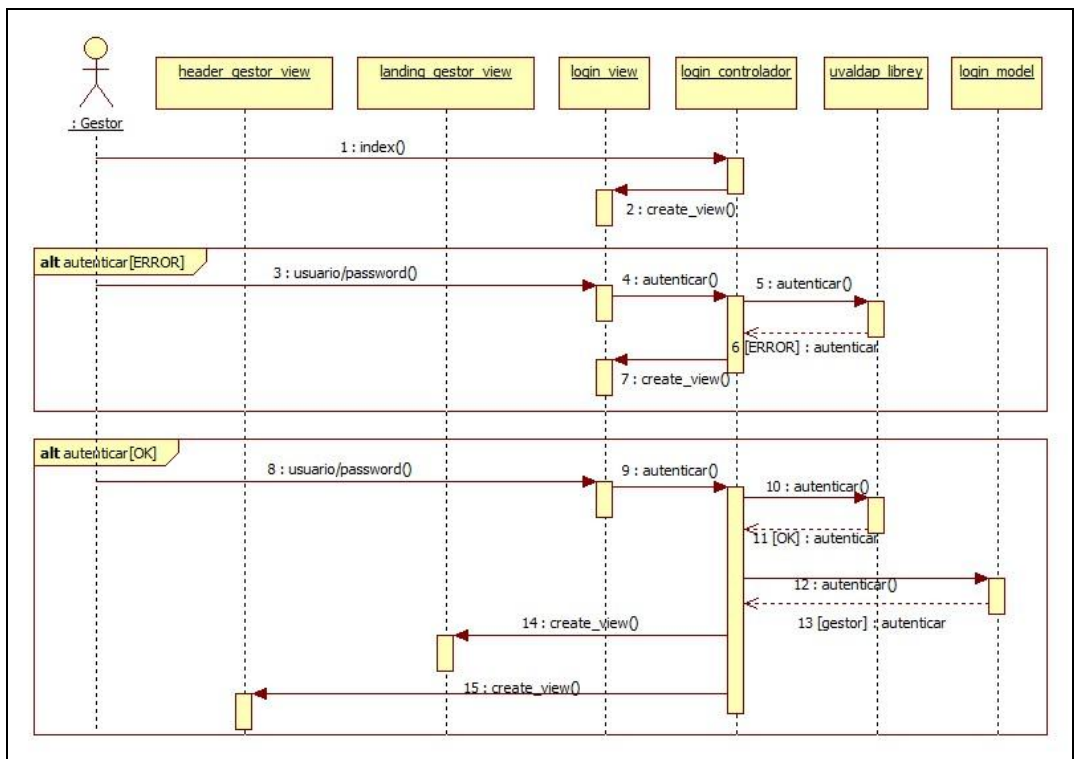 header_gestor_view
landing_gestor_view
login_view
login_controlador
uvaldap_librey
login_model
: Gestor
1 : index()
2 : create_view()
alt autenticar[ERROR]
3 : usuario/password()
4 : autenticar()
5 : autenticar()
6 [ERROR] : autenticar
7 : create_view()
alt autenticar[OK]
8 : usuario/password()
9 : autenticar()
10 : autenticar()
11 [OK] : autenticar
12 : autenticar()
13 [gestor] : autenticar
14 : create_view()
15 : create_view()